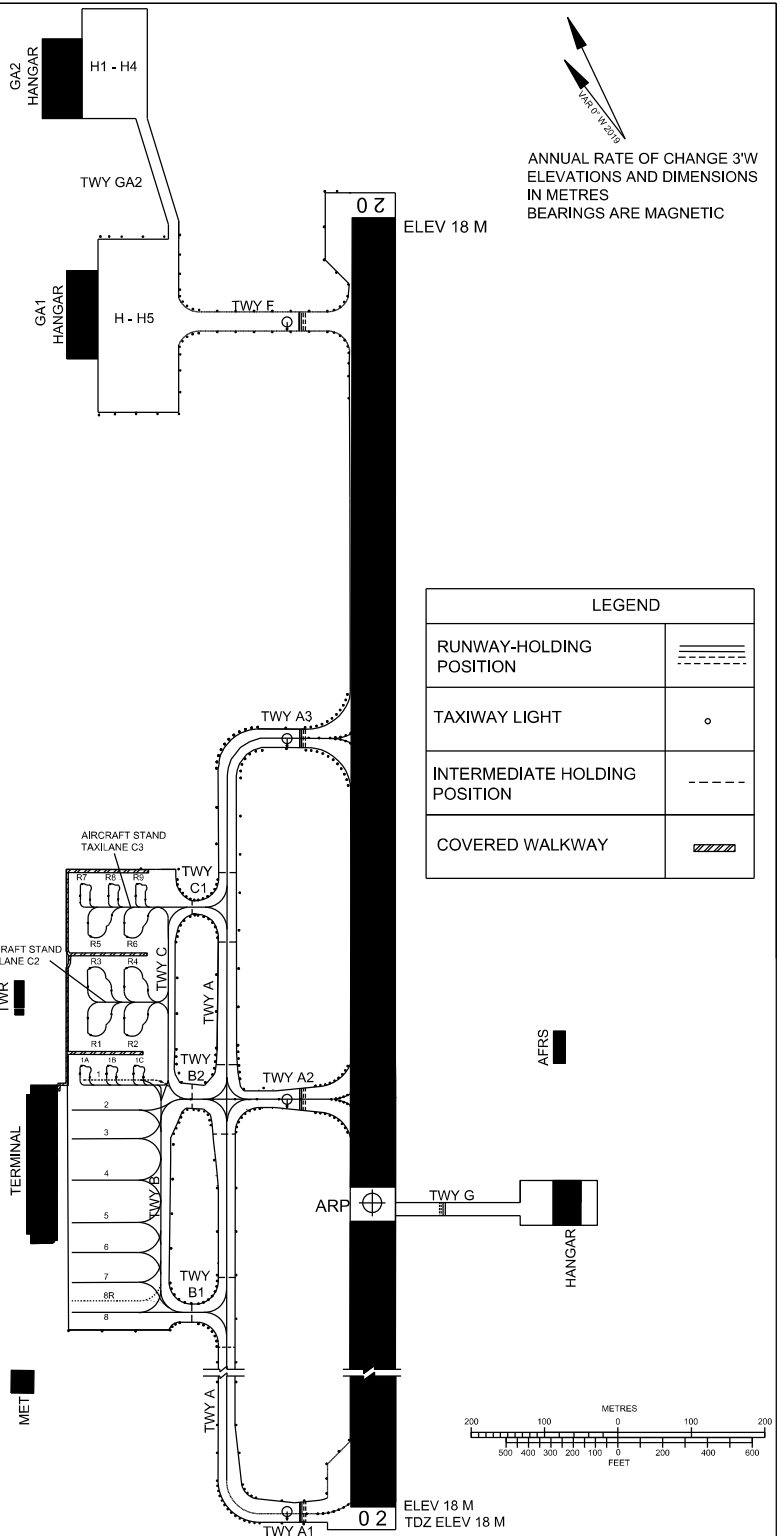 GA2
HANGAR
H1 - H4
TWY GA2
VAR 0° W 2019
ANNUAL RATE OF CHANGE 3'W
ELEVATIONS AND DIMENSIONS
IN METRES
BEARINGS ARE MAGNETIC
20
ELEV 18 M
GA1
HANGAR
H - H5
TWY F
LEGEND
RUNWAY-HOLDING
POSITION
TAXIWAY LIGHT
INTERMEDIATE HOLDING
POSITION
COVERED WALKWAY
TWY A3
AIRCRAFT STAND
TAXILANE C3
TWY
C1
R7
R8
R9
R5
R6
RAFT STAND
LANE C2
R3
R4
TWY C
TWY A
TWR
R1
R2
AFRS
1A
1B
1C
1
TWY
B2
TWY A2
2
3
4
5
6
7
8R
8
TERMINAL
TWY B
ARP
TWY G
HANGAR
TWY
B1
MET
TWY A
METRES
200 100 0 100 200
500 400 300 200 100 0 200 400 600
FEET
ELEV 18 M
TDZ ELEV 18 M
02
TWY A1